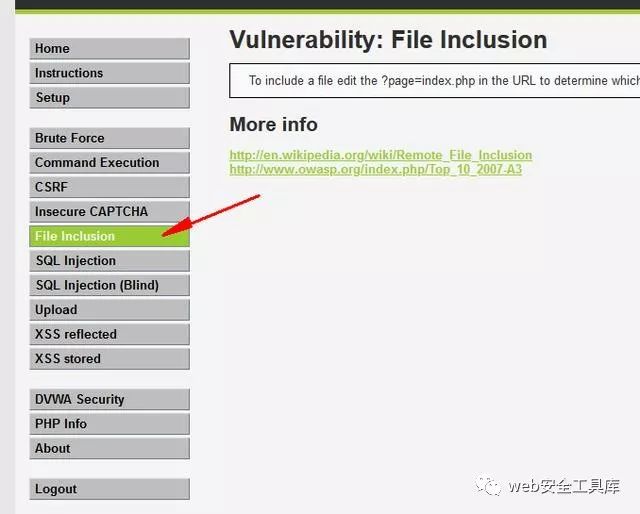 Home
Instructions
Setup
Brute Force
Command Execution
CSRF
Insecure CAPTCHA
File Inclusion
SQL Injection
SQL Injection (Blind)
Upload
XSS reflected
XSS stored
DVWA Security
PHP Info
About
Logout
Vulnerability: File Inclusion
To include a file edit the ?page=index.php in the URL to determine which
More info
http://en.wikipedia.org/wiki/Remote_File_Inclusion
http://www.owasp.org/index.php/Top_10_2007-A3
web安全工具库